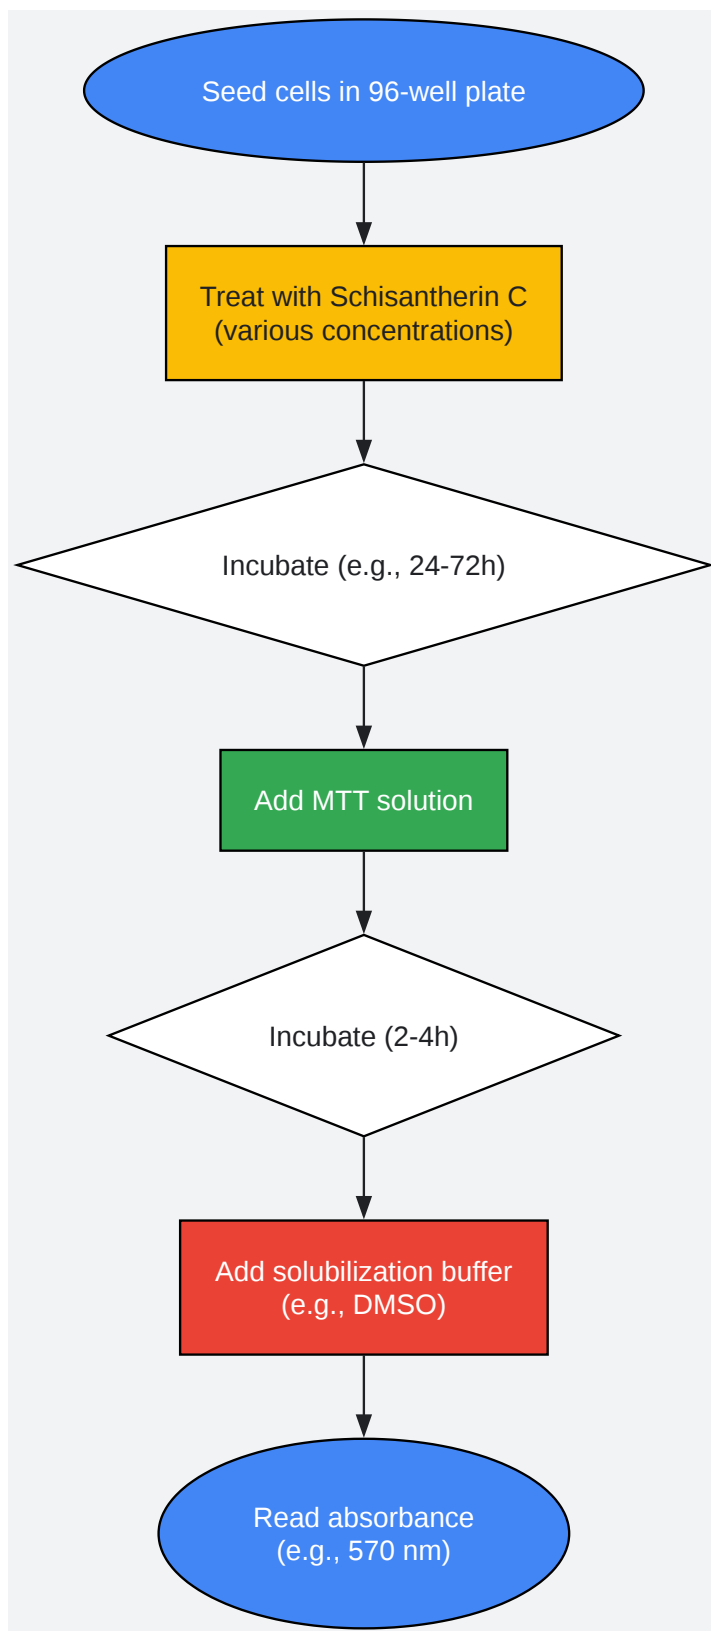 Seed cells in 96-well plate
Treat with Schisantherin C
(various concentrations)
Incubate (e.g., 24-72h)
Add MTT solution
Incubate (2-4h)
Add solubilization buffer
(e.g., DMSO)
Read absorbance
(e.g., 570 nm)